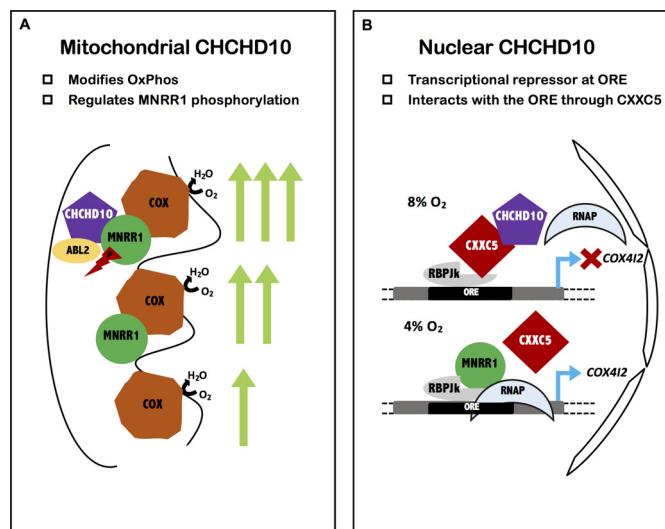 A
Mitochondrial CHCHD10
Modifies OxPhos
Regulates MNRR1 phosphorylation
H₂O
O₂
COX
CHCHD10
MNRR1
ABL2
P
H₂O
O₂
COX
MNRR1
H₂O
O₂
COX
B
Nuclear CHCHD10
Transcriptional repressor at ORE
Interacts with the ORE through CXXC5
8% O₂
CHCHD10
RNAP
CXXC5
COX4I2
RBPJk
ORE
4% O₂
CXXC5
MNRR1
COX4I2
RBPJk
RNAP
ORE